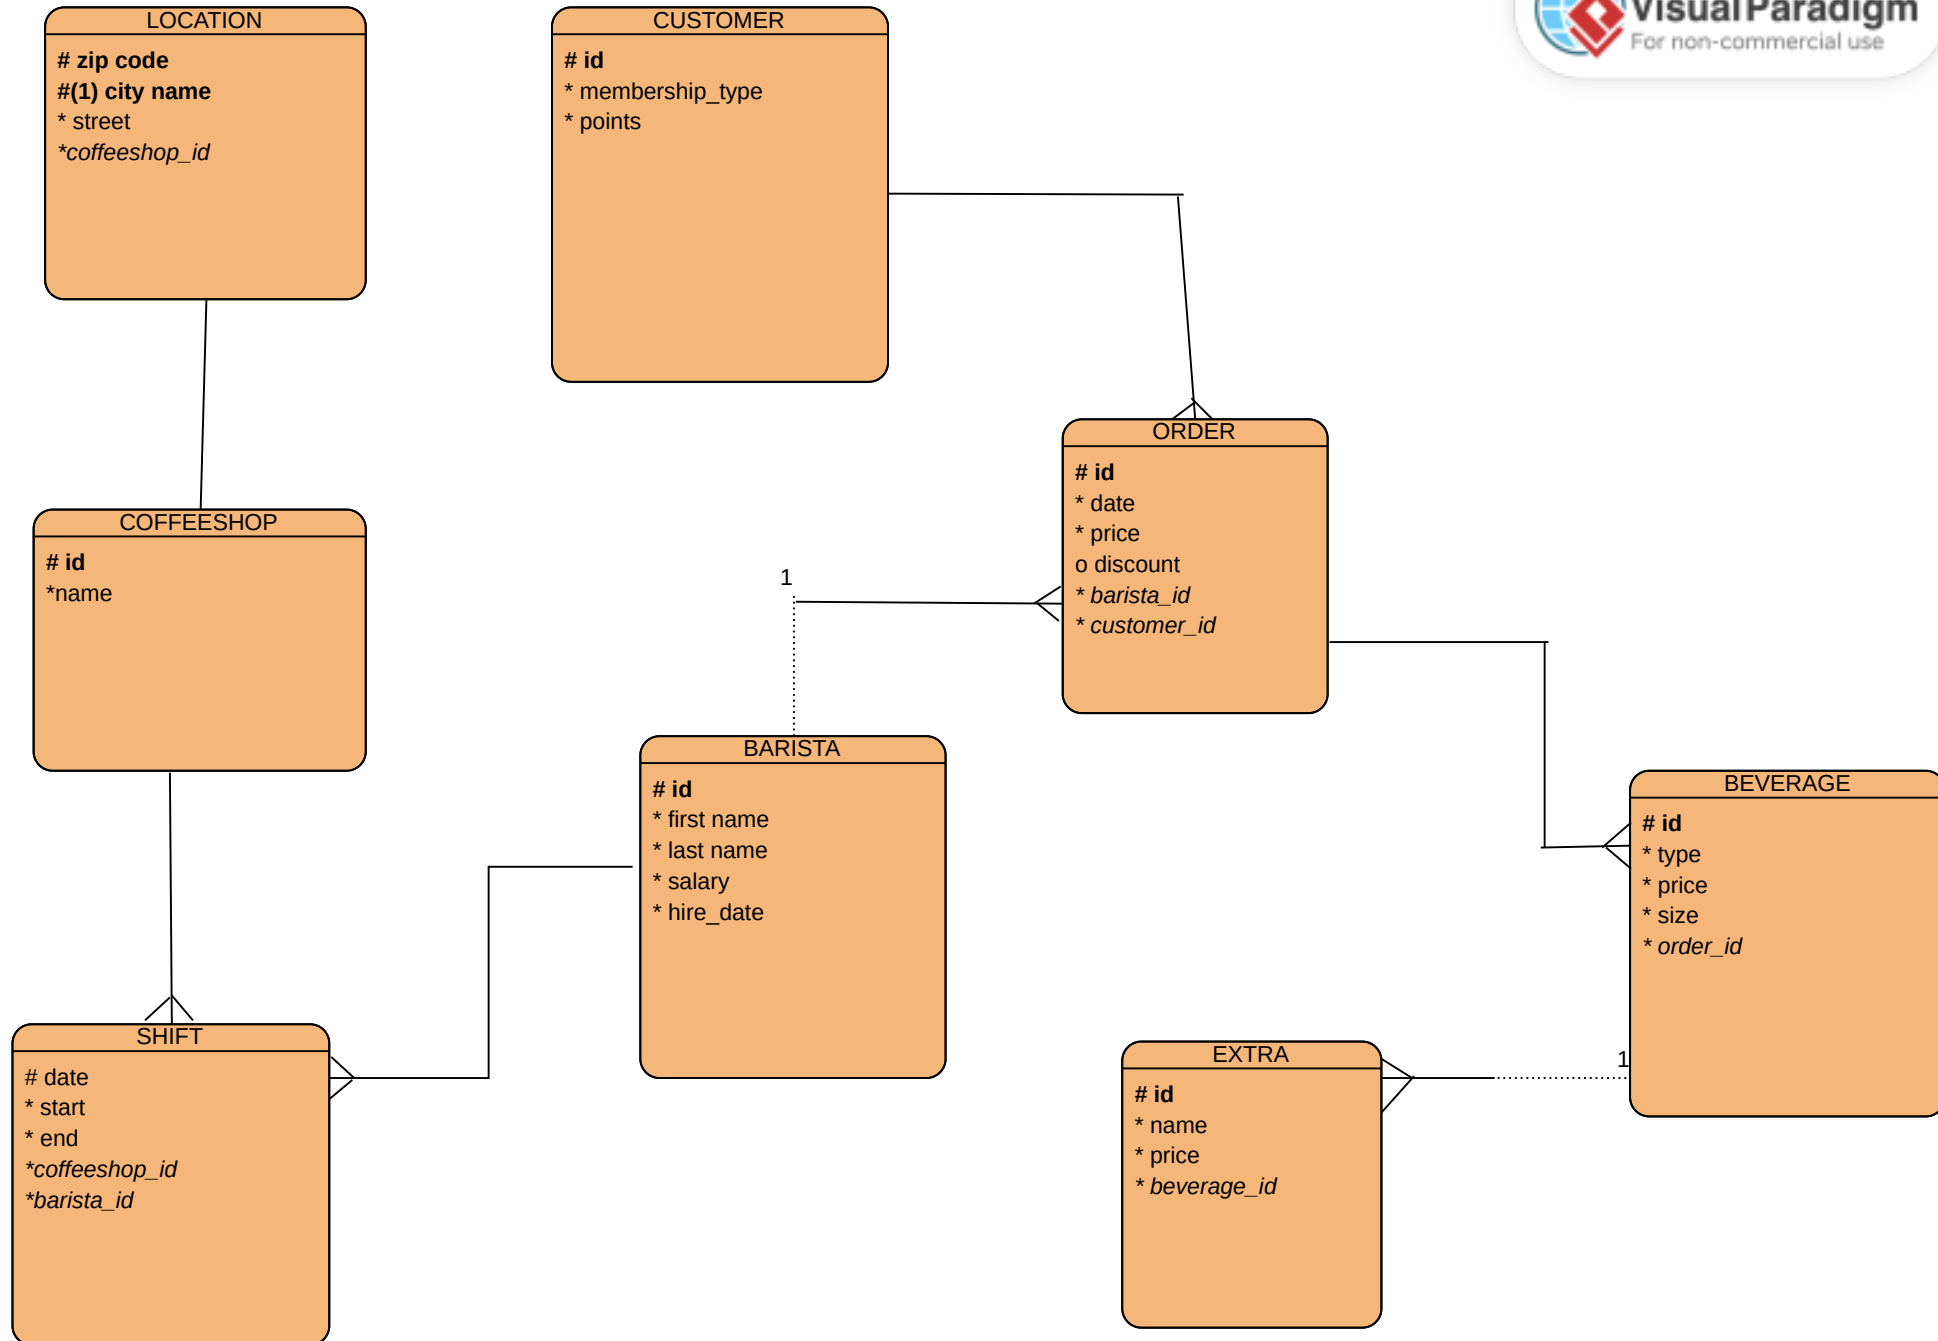 VisualParadigm
For non-commercial use
LOCATION
# zip code
#(1) city name
* street
*coffeeshop_id
CUSTOMER
# id
* membership_type
* points
ORDER
# id
* date
* price
o discount
* barista_id
* customer_id
COFFEESHOP
# id
*name
1
BARISTA
# id
* first name
* last name
* salary
* hire_date
BEVERAGE
# id
* type
* price
* size
* order_id
1
SHIFT
# date
* start
* end
*coffeeshop_id
*barista_id
EXTRA
# id
* name
* price
* beverage_id